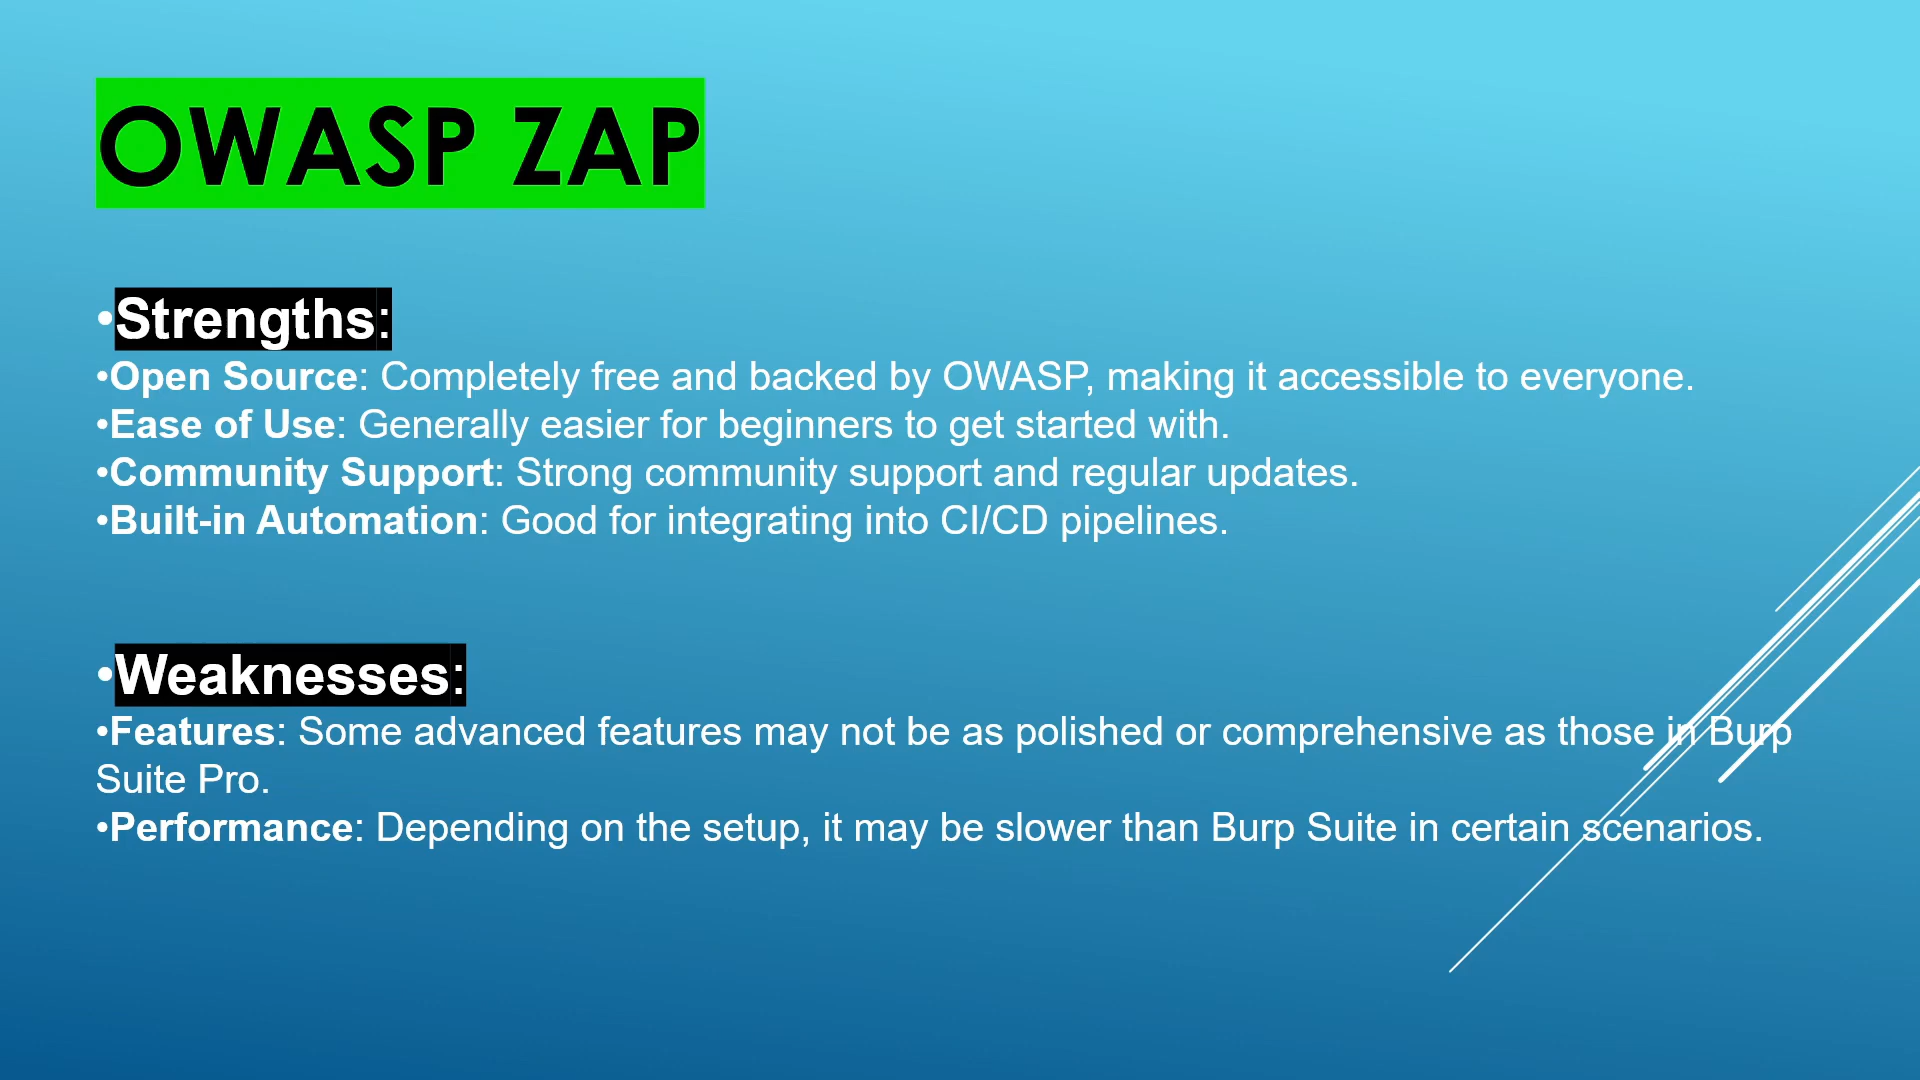 OWASP ZAP
•Strengths:
•Open Source: Completely free and backed by OWASP, making it accessible to everyone.
•Ease of Use: Generally easier for beginners to get started with.
•Community Support: Strong community support and regular updates.
•Built-in Automation: Good for integrating into CI/CD pipelines.
•Weaknesses:
•Features: Some advanced features may not be as polished or comprehensive as those in Burp
Suite Pro.
•Performance: Depending on the setup, it may be slower than Burp Suite in certain scenarios.